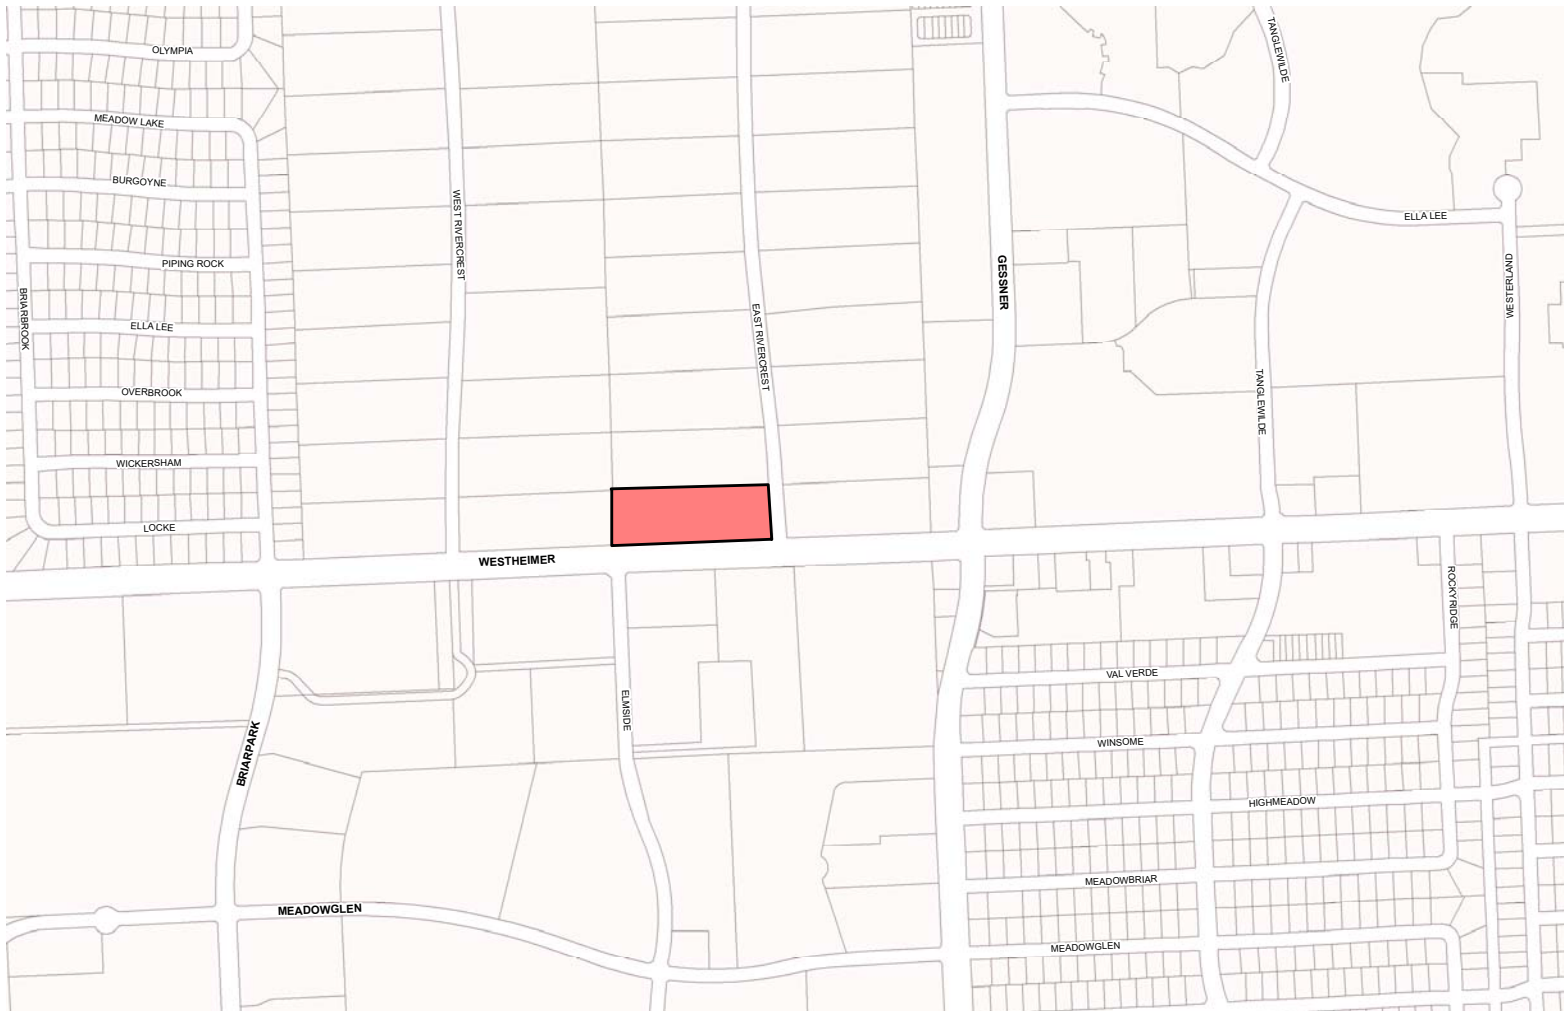 OLYMPIA
TANGLEWILDE
MEADOW LAKE
BURGOYNE
ELLA LEE
WEST RIVERCREST
PIPING ROCK
GESSNER
WESTERLAND
BRIARBROOK
ELLA LEE
EAST RIVERCREST
OVERBROOK
TANGLEWILDE
WICKERSHAM
LOCKE
WESTHEIMER
ROCKYRIDGE
VAL VERDE
ELMSIDE
WINSOME
BRIARPARK
HIGHMEADOW
MEADOWBRIAR
MEADOWGLEN
MEADOWGLEN